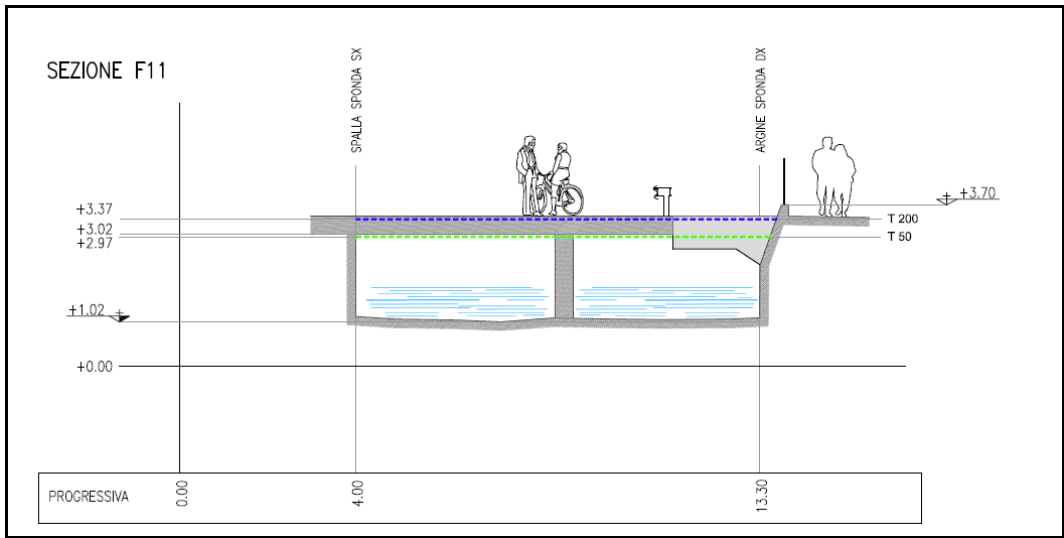 SEZIONE F11
SPALLA SPONDA SX
ARGINE SPONDA DX
+3.70
+3.37
T 200
+3.02
+2.97
T 50
+1.02
+0.00
PROGRESSIVA
0.00
4.00
13.30